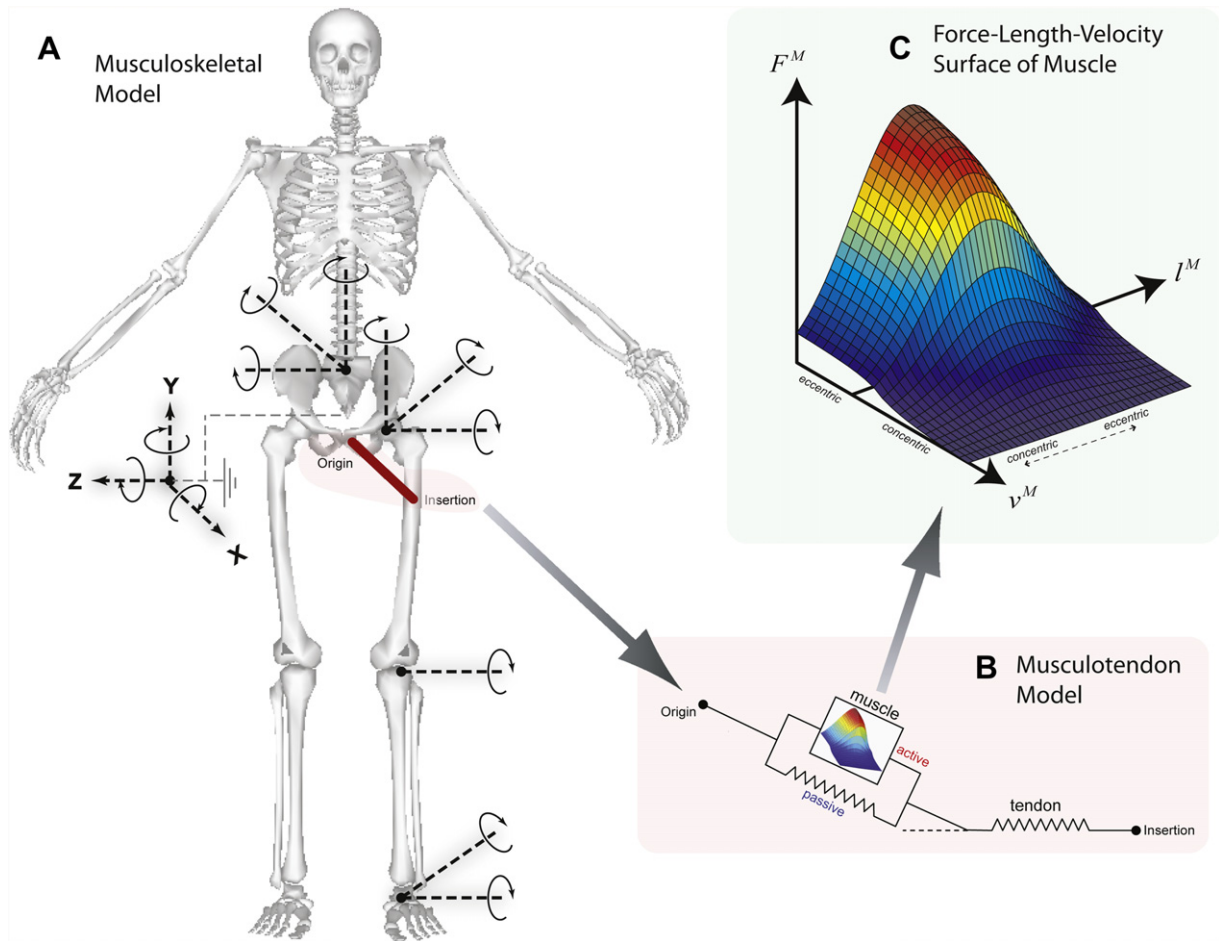 A
Musculoskeletal
Model
Y
Z
X
Origin
Insertion
C
Force-Length-Velocity
Surface of Muscle
F^M
l^M
eccentric
concentric
concentric
eccentric
v^M
B
Musculotendon
Model
Origin
muscle
active
passive
tendon
Insertion